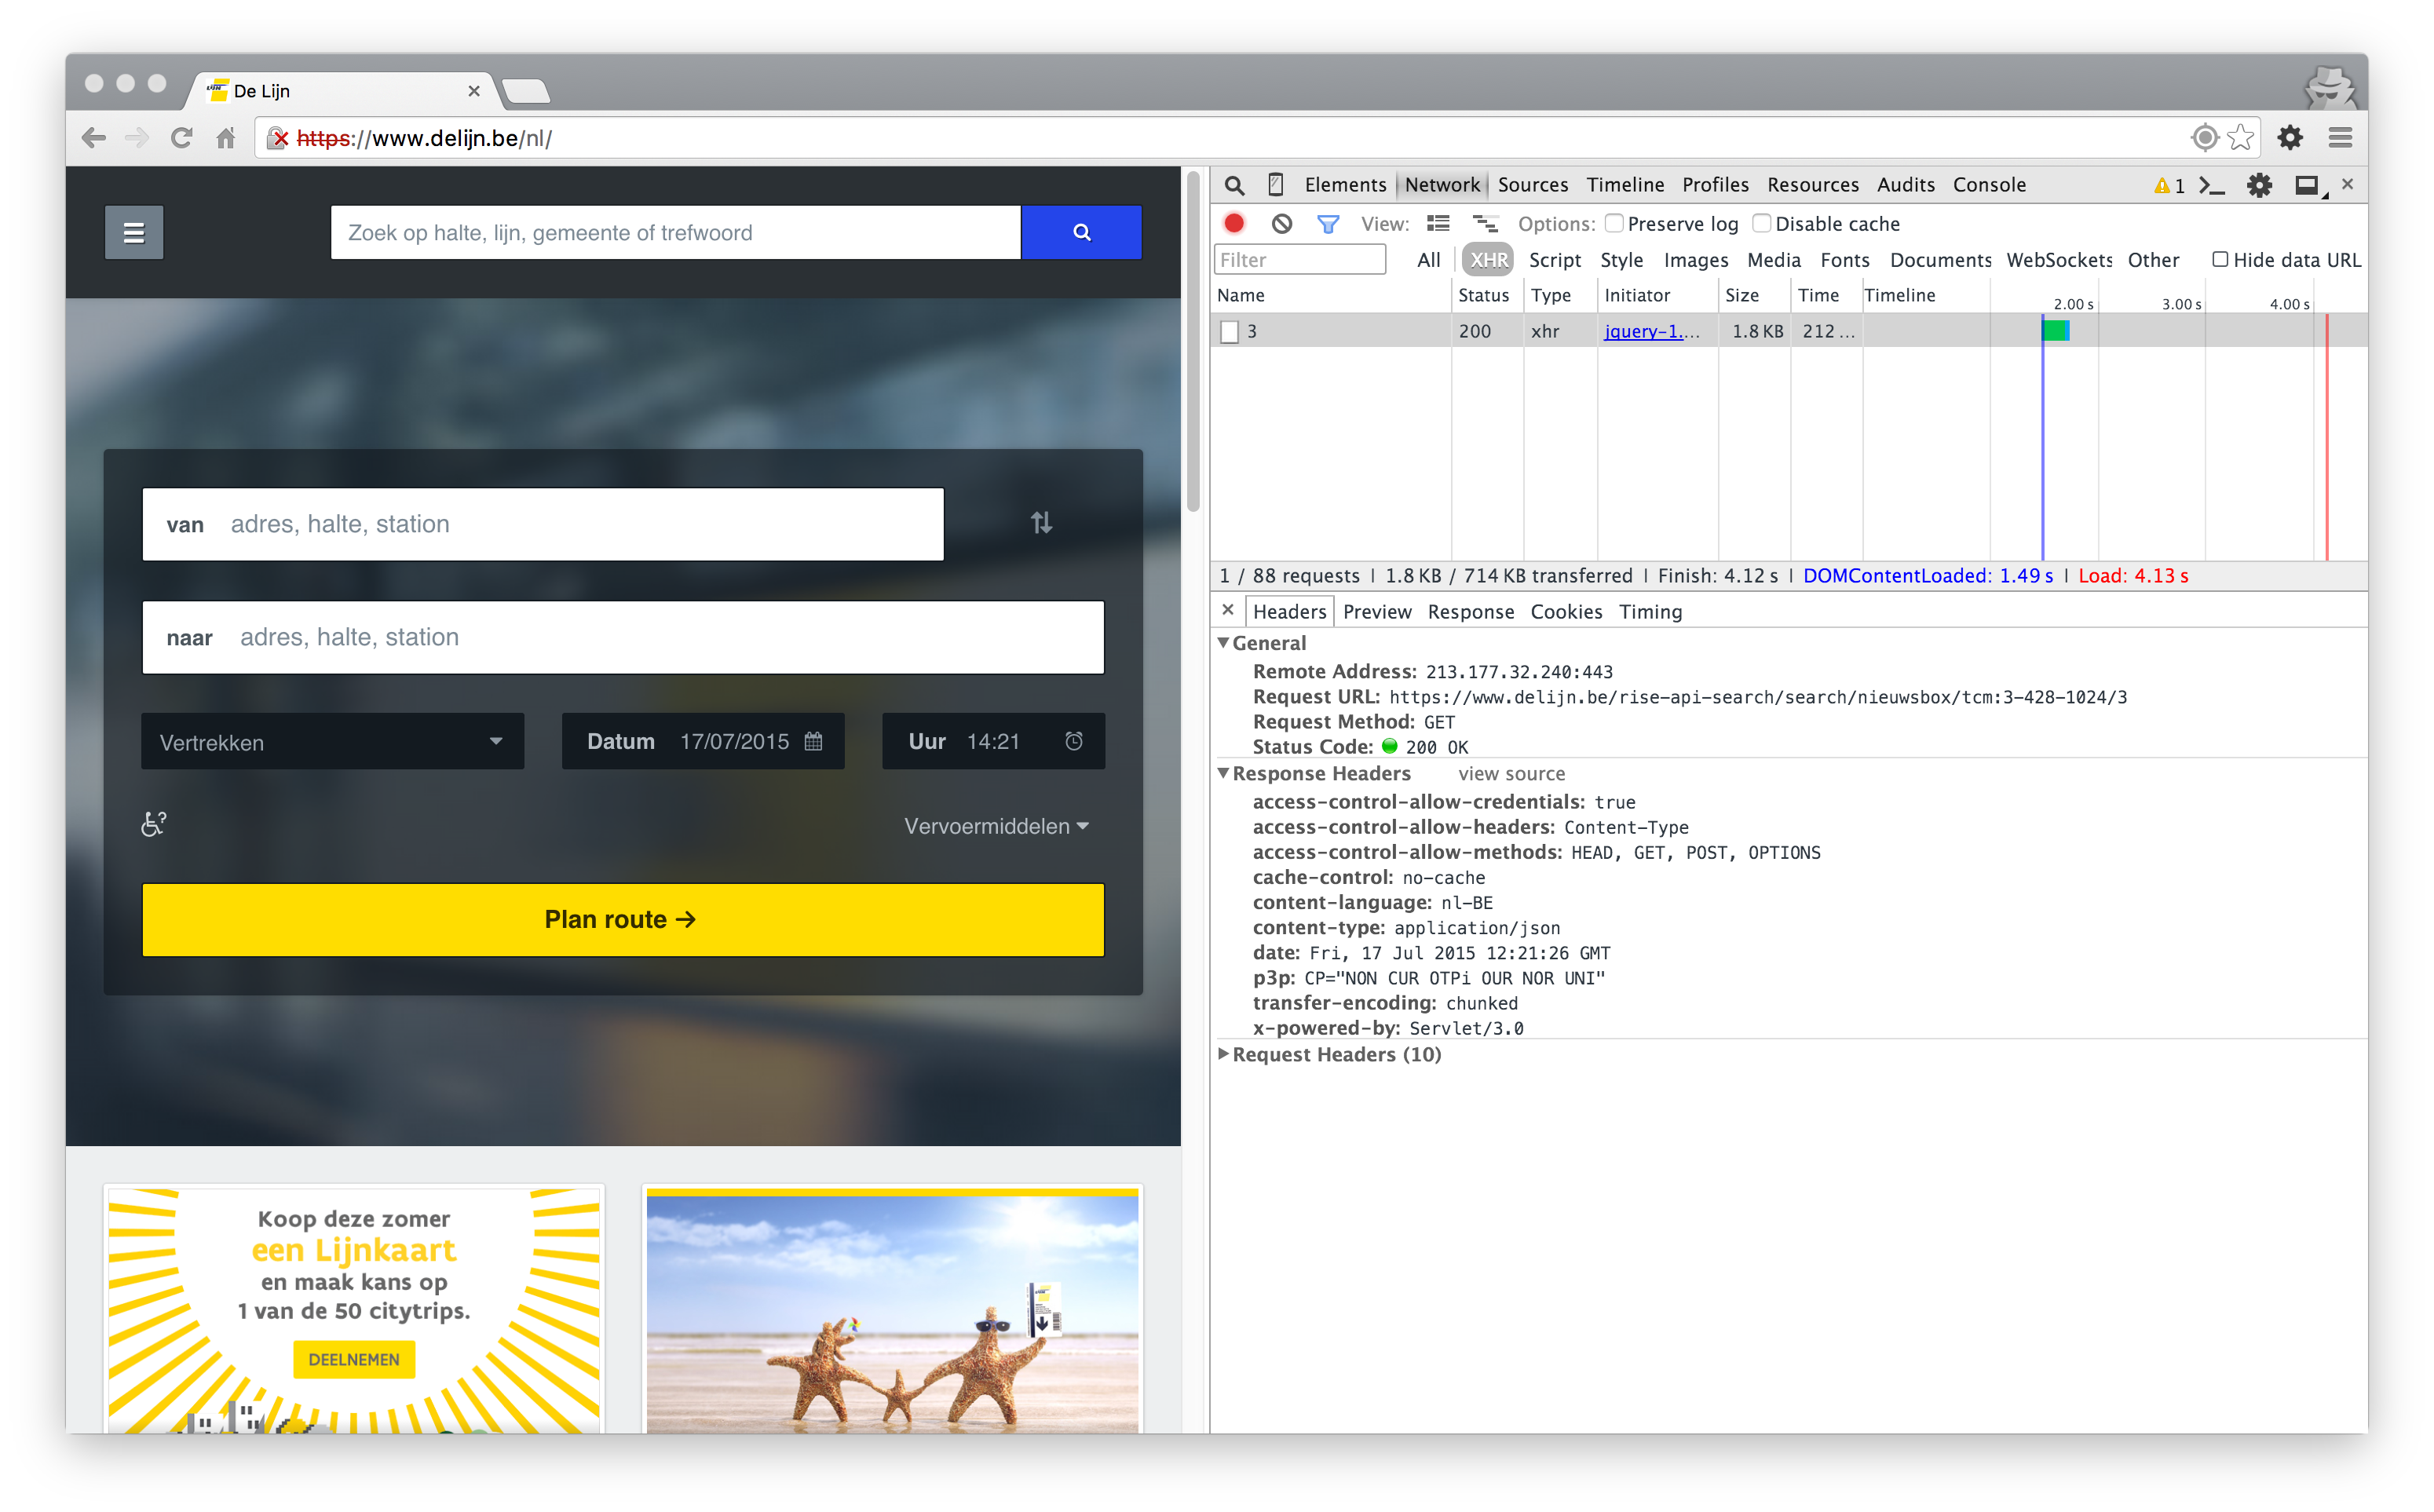 De Lijn
https://www.delijn.be/nl/
Zoek op halte, lijn, gemeente of trefwoord
van adres, halte, station
naar adres, halte, station
Vertrekken Datum 17/07/2015 Uur 14:21
Vervoermiddelen
Plan route →
Koop deze zomer
een Lijnkaart
en maak kans op
1 van de 50 citytrips.
DEELNEMEN
Elements Network Sources Timeline Profiles Resources Audits Console 1
View: Options: Preserve log Disable cache
Filter All XHR Script Style Images Media Fonts Documents WebSockets Other Hide data URL
Name Status Type Initiator Size Time Timeline 2.00 s 3.00 s 4.00 s
3 200 xhr jquery-1.... 1.8 KB 212 ...
1 / 88 requests | 1.8 KB / 714 KB transferred | Finish: 4.12 s | DOMContentLoaded: 1.49 s | Load: 4.13 s
Headers Preview Response Cookies Timing
General
Remote Address: 213.177.32.240:443
Request URL: https://www.delijn.be/rise-api-search/search/nieuwsbox/tcm:3-428-1024/3
Request Method: GET
Status Code: 200 OK
Response Headers view source
access-control-allow-credentials: true
access-control-allow-headers: Content-Type
access-control-allow-methods: HEAD, GET, POST, OPTIONS
cache-control: no-cache
content-language: nl-BE
content-type: application/json
date: Fri, 17 Jul 2015 12:21:26 GMT
p3p: CP="NON CUR OTPi OUR NOR UNI"
transfer-encoding: chunked
x-powered-by: Servlet/3.0
Request Headers (10)